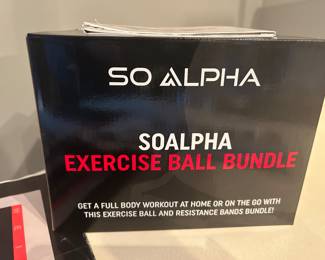 SO ALPHA
SOALPHA
EXERCISE BALL BUNDLE
GET A FULL BODY WORKOUT AT HOME OR ON THE GO WITH
THIS EXERCISE BALL AND RESISTANCE BANDS BUNDLE!